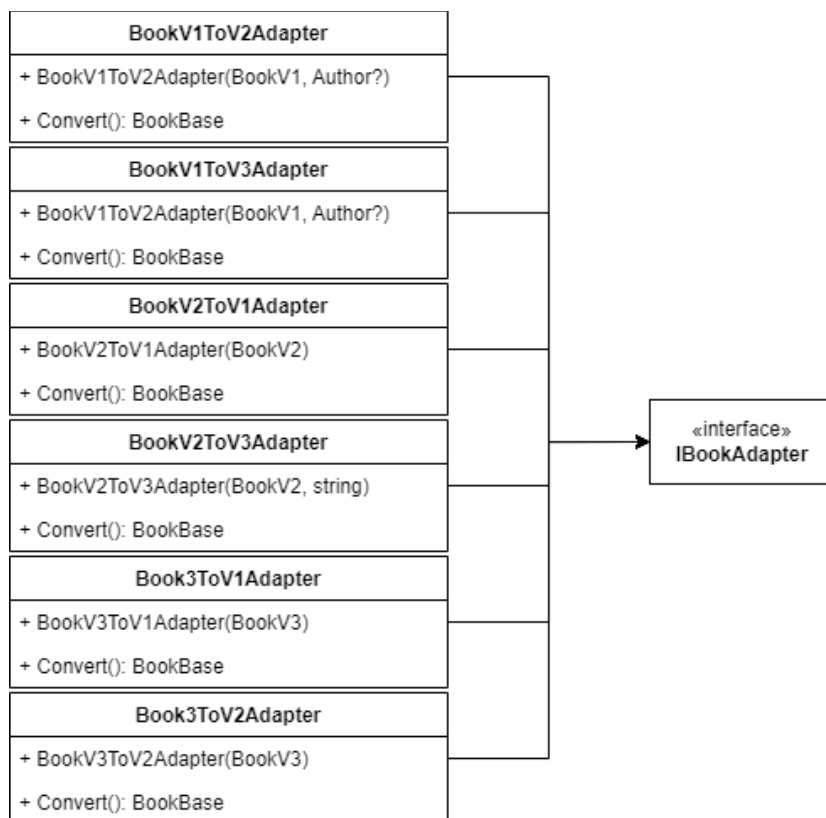 BookV1ToV2Adapter
+ BookV1ToV2Adapter(BookV1, Author?)
+ Convert(): BookBase
BookV1ToV3Adapter
+ BookV1ToV2Adapter(BookV1, Author?)
+ Convert(): BookBase
BookV2ToV1Adapter
+ BookV2ToV1Adapter(BookV2)
+ Convert(): BookBase
BookV2ToV3Adapter
+ BookV2ToV3Adapter(BookV2, string)
+ Convert(): BookBase
Book3ToV1Adapter
+ BookV3ToV1Adapter(BookV3)
+ Convert(): BookBase
Book3ToV2Adapter
+ BookV3ToV2Adapter(BookV3)
+ Convert(): BookBase
«interface»
IBookAdapter